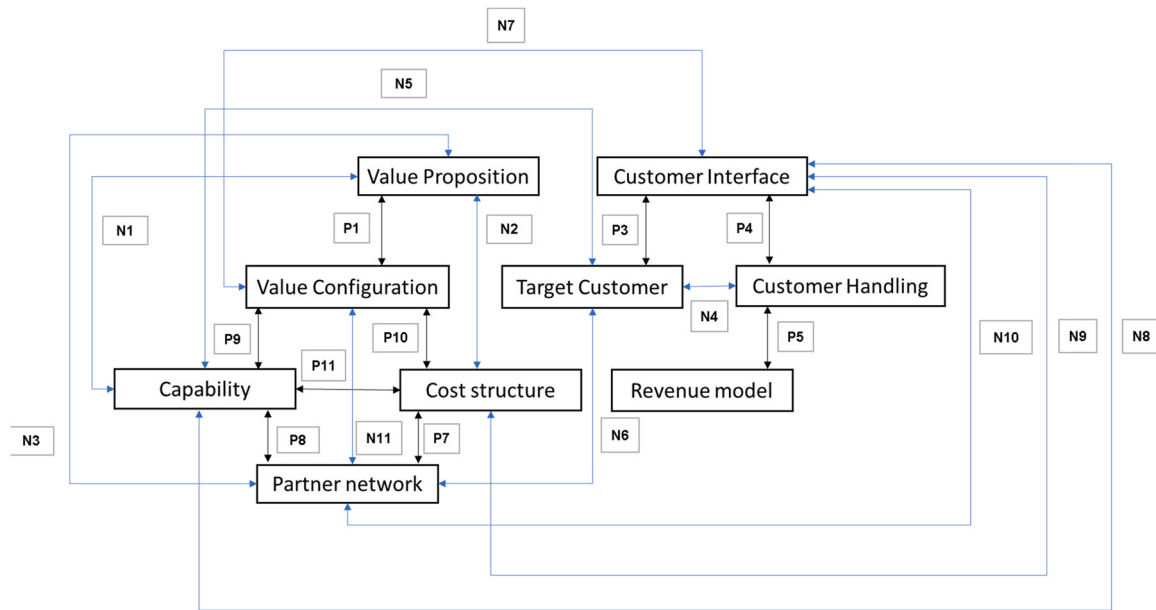 N7
N5
Value Proposition
Customer Interface
N1
P1
N2
P3
P4
Value Configuration
Target Customer
Customer Handling
N4
P9
P10
P5
N10
N9
N8
P11
Capability
Cost structure
Revenue model
N3
P8
N11
P7
N6
Partner network